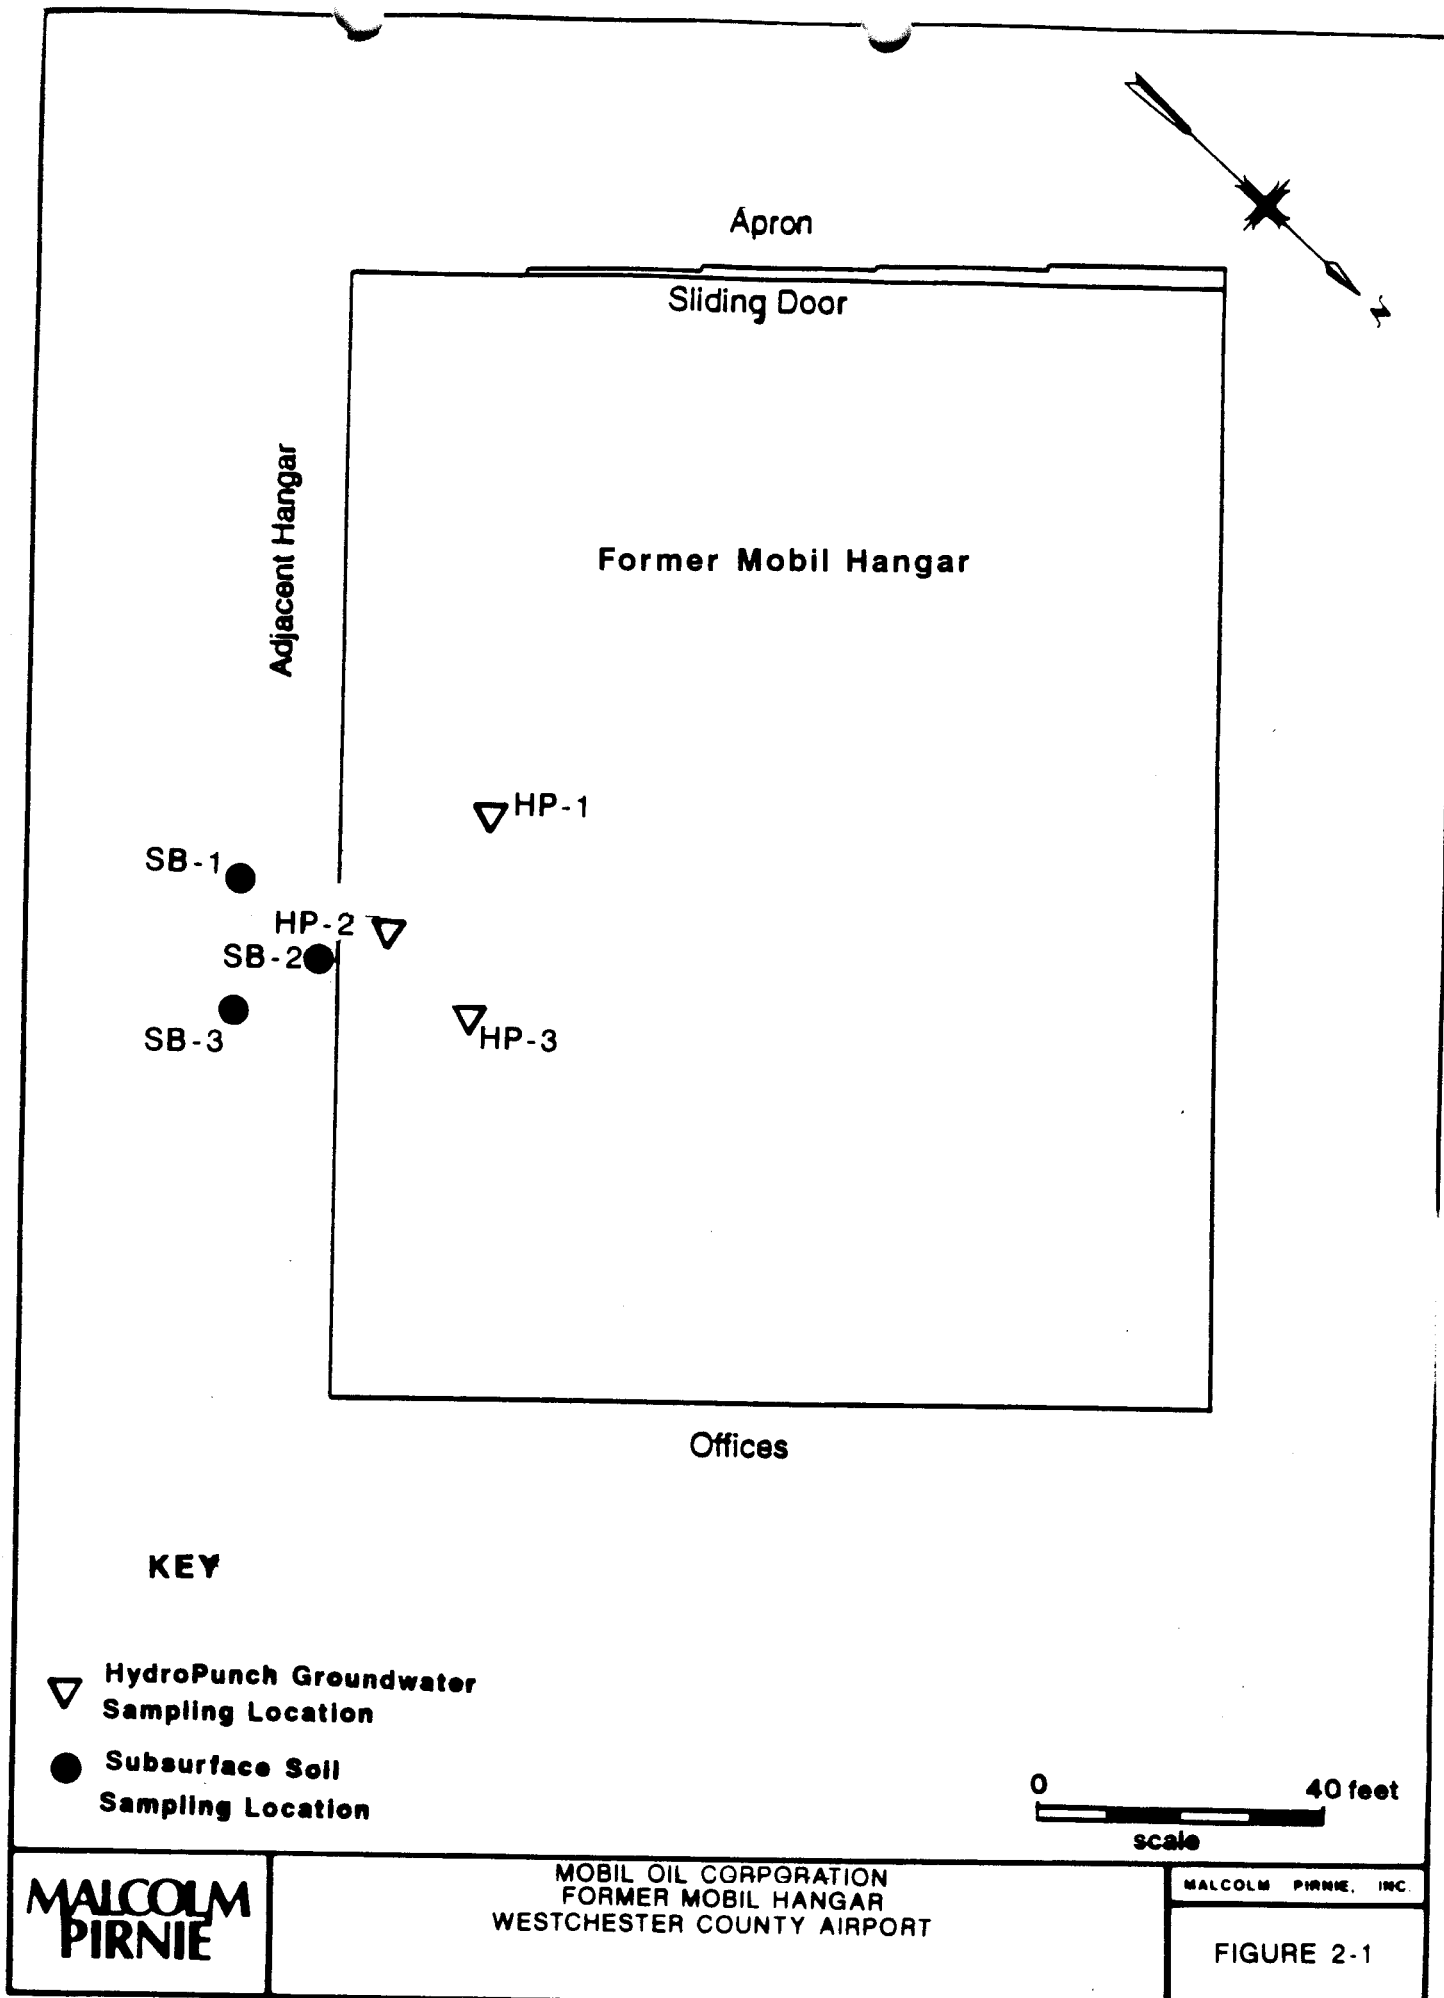 N
Apron
Sliding Door
Adjacent Hangar
Former Mobil Hangar
HP-1
SB-1
HP-2
SB-2
SB-3
HP-3
Offices
KEY
HydroPunch Groundwater
Sampling Location
Subsurface Soil
Sampling Location
0 40 feet
scale
MALCOLM
PIRNIE
MOBIL OIL CORPORATION
FORMER MOBIL HANGAR
WESTCHESTER COUNTY AIRPORT
MALCOLM PIRNIE, INC.
FIGURE 2-1